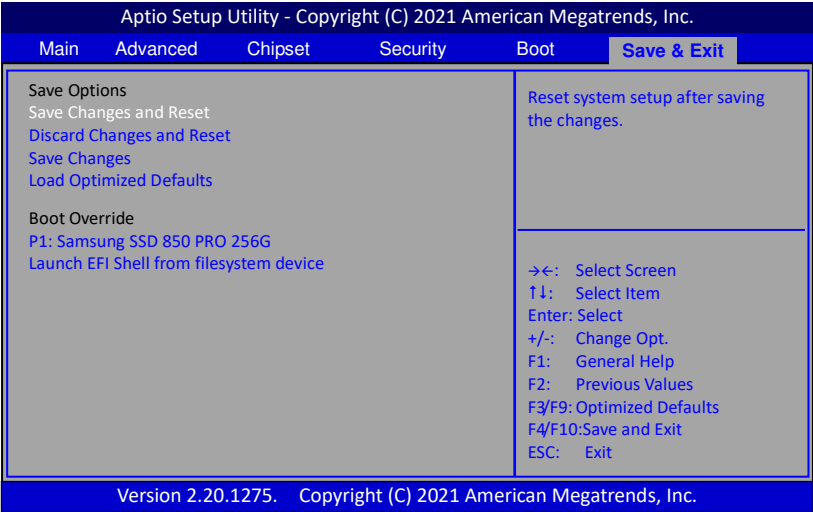 Aptio Setup Utility - Copyright (C) 2021 American Megatrends, Inc.
Main Advanced Chipset Security Boot Save & Exit
Save Options
Save Changes and Reset
Discard Changes and Reset
Save Changes
Load Optimized Defaults
Boot Override
P1: Samsung SSD 850 PRO 256G
Launch EFI Shell from filesystem device
Reset system setup after saving
the changes.
→←: Select Screen
↑↓: Select Item
Enter: Select
+/-: Change Opt.
F1: General Help
F2: Previous Values
F3/F9: Optimized Defaults
F4/F10:Save and Exit
ESC: Exit
Version 2.20.1275. Copyright (C) 2021 American Megatrends, Inc.